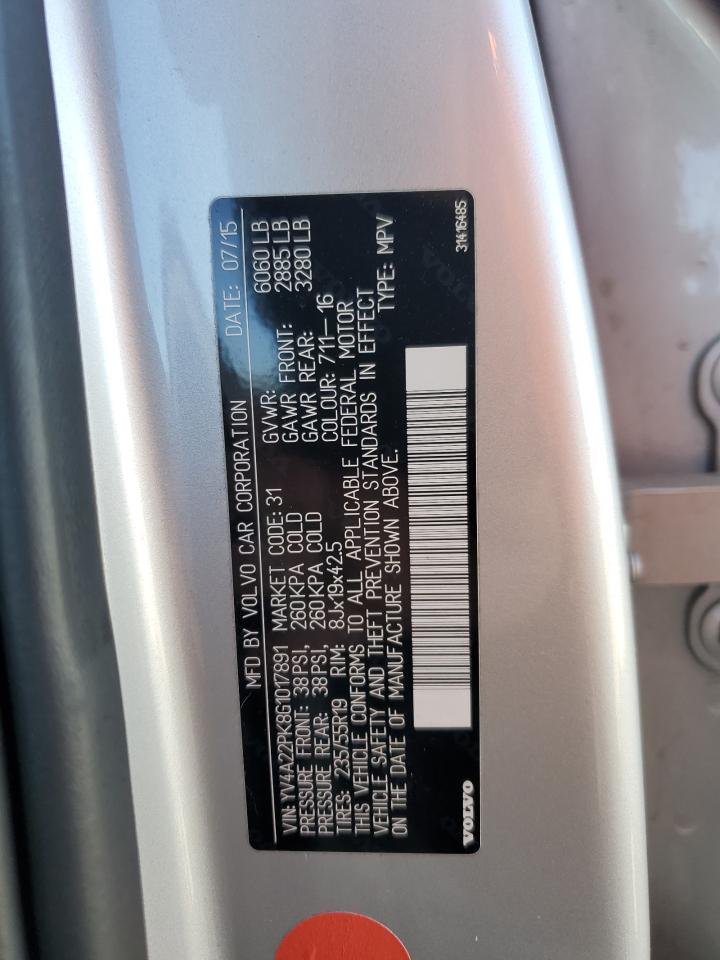 MFD BY VOLVO CAR CORPORATION DATE: 07/15
VIN: YV4A22PK8G1017891 MARKET CODE: 31 GVWR: 6060 LB
PRESSURE FRONT: 38PSI, 260KPA COLD GAWR FRONT: 2885 LB
PRESSURE REAR: 38PSI, 260KPA COLD GAWR REAR: 3280 LB
TIRES: 235/55R19 RIM: 8Jx19x42.5 COLOUR: 711-16
THIS VEHICLE CONFORMS TO ALL APPLICABLE FEDERAL MOTOR
VEHICLE SAFETY AND THEFT PREVENTION STANDARDS IN EFFECT
ON THE DATE OF MANUFACTURE SHOWN ABOVE. TYPE: MPV
VOLVO 31416485